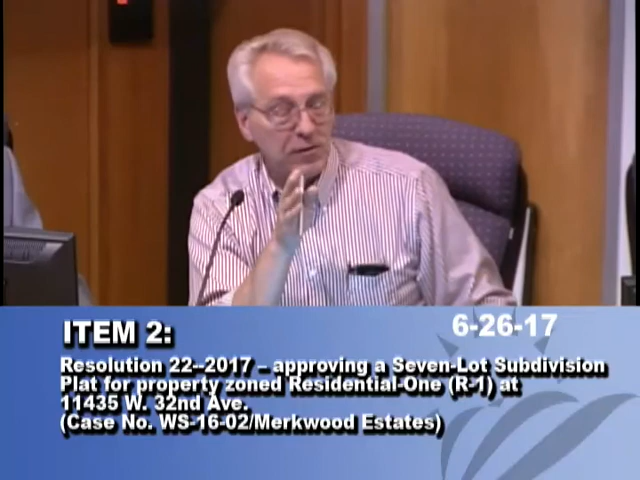 ITEM 2:
6-26-17
Resolution 22--2017 – approving a Seven-Lot Subdivision
Plat for property zoned Residential-One (R-1) at
11435 W. 32nd Ave.
(Case No. WS-16-02/Merkwood Estates)